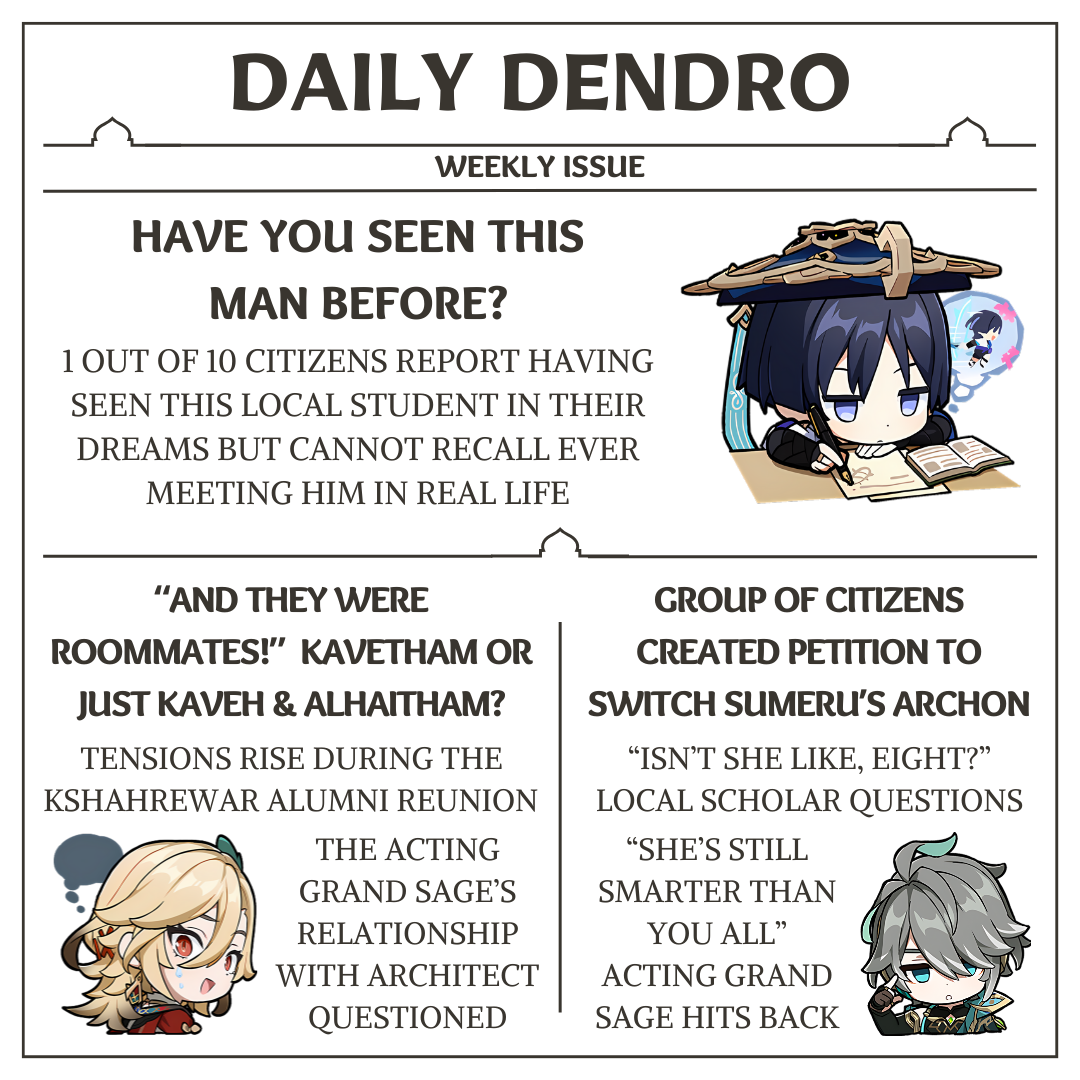 DAILY DENDRO
WEEKLY ISSUE
HAVE YOU SEEN THIS
MAN BEFORE?
1 OUT OF 10 CITIZENS REPORT HAVING
SEEN THIS LOCAL STUDENT IN THEIR
DREAMS BUT CANNOT RECALL EVER
MEETING HIM IN REAL LIFE
“AND THEY WERE
ROOMMATES!” KAVETHAM OR
JUST KAVEH & ALHAITHAM?
TENSIONS RISE DURING THE
KSHAHREWAR ALUMNI REUNION
THE ACTING
GRAND SAGE’S
RELATIONSHIP
WITH ARCHITECT
QUESTIONED
GROUP OF CITIZENS
CREATED PETITION TO
SWITCH SUMERU’S ARCHON
“ISN’T SHE LIKE, EIGHT?”
LOCAL SCHOLAR QUESTIONS
“SHE’S STILL
SMARTER THAN
YOU ALL”
ACTING GRAND
SAGE HITS BACK